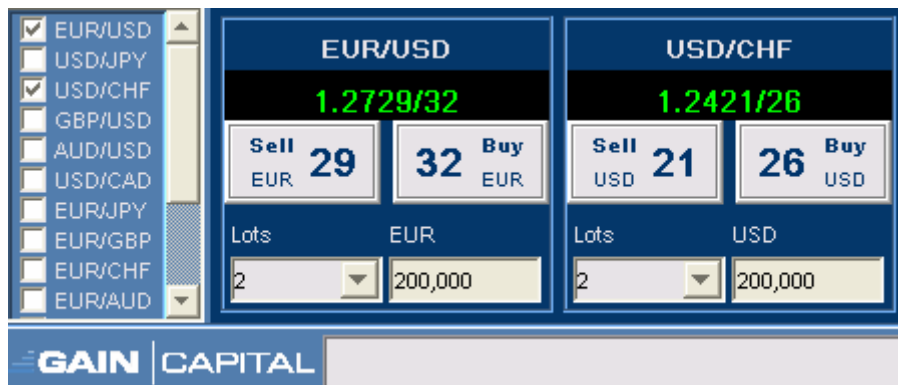 EUR/USD
USD/JPY
USD/CHF
GBP/USD
AUD/USD
USD/CAD
EUR/JPY
EUR/GBP
EUR/CHF
EUR/AUD
EUR/USD
1.2729/32
Sell 29
EUR
32 Buy
EUR
Lots EUR
2 200,000
USD/CHF
1.2421/26
Sell 21
USD
26 Buy
USD
Lots USD
2 200,000
GAIN CAPITAL